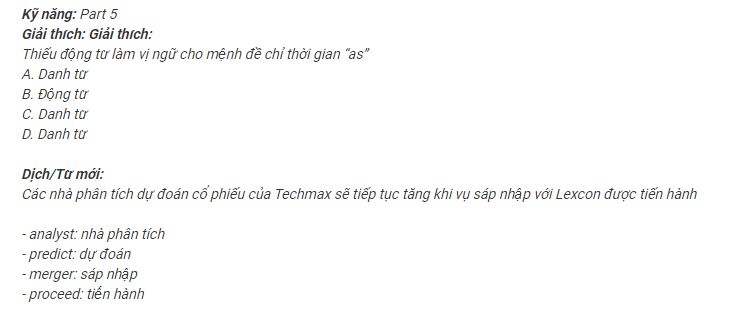 Kỹ năng: Part 5
Giải thích: Giải thích:
Thiếu động từ làm vị ngữ cho mệnh đề chỉ thời gian “as”
A. Danh từ
B. Động từ
C. Danh từ
D. Danh từ
Dịch/Từ mới:
Các nhà phân tích dự đoán cổ phiếu của Techmax sẽ tiếp tục tăng khi vụ sáp nhập với Lexcon được tiến hành
- analyst: nhà phân tích
- predict: dự đoán
- merger: sáp nhập
- proceed: tiến hành